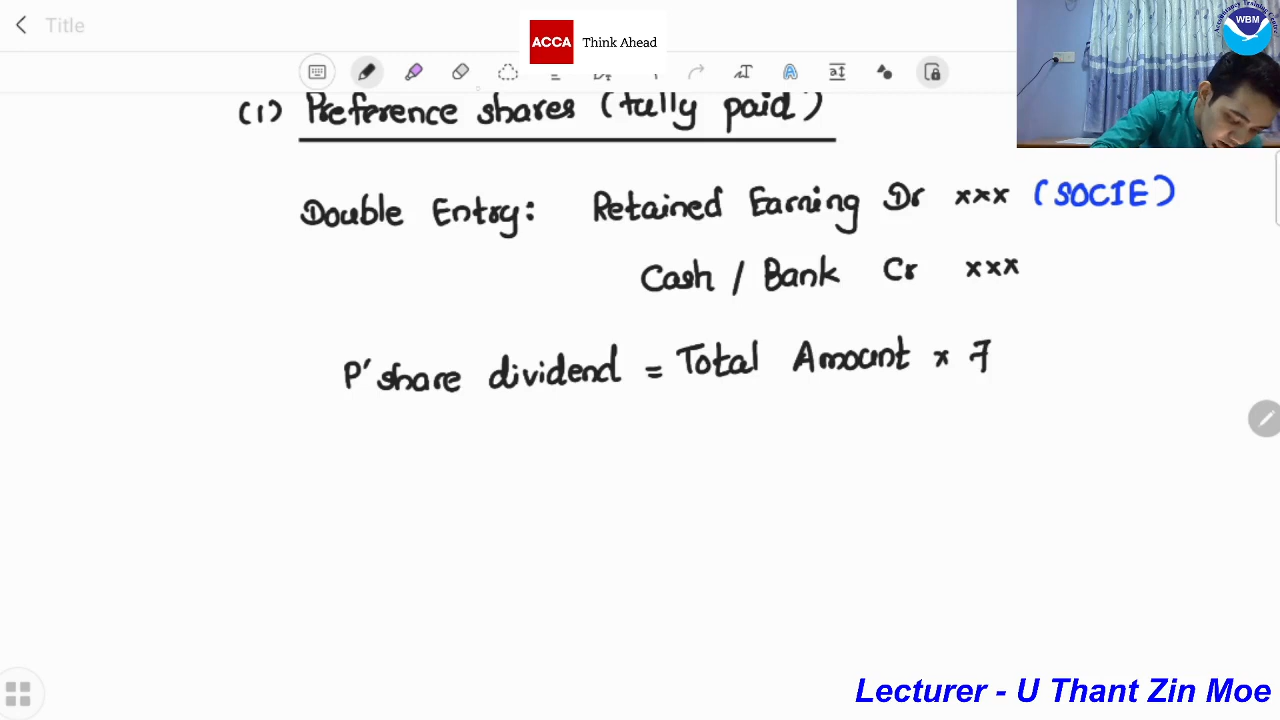 Title
ACCA Think Ahead
WBM
(1) Preference shares (fully paid)
Double Entry: Retained Earning Dr xxx (SOCIE)
Cash / Bank Cr xxx
P' share dividend = Total Amount x 7
Lecturer - U Thant Zin Moe